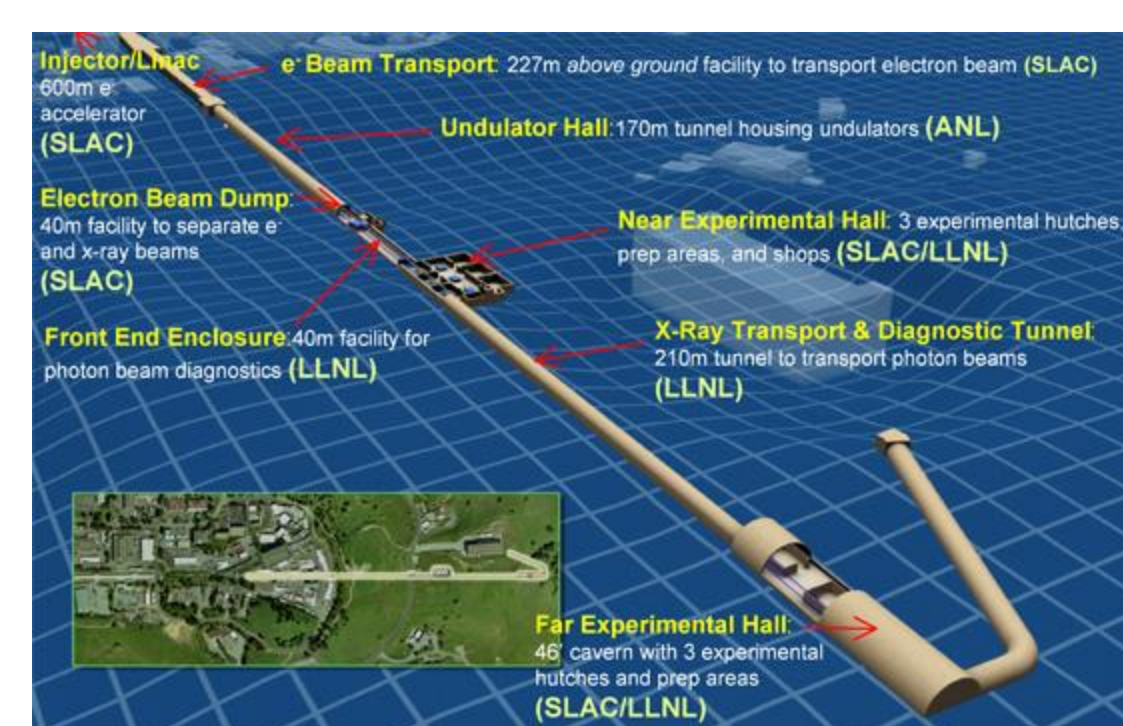 Injector/Linac
600m e-
accelerator
(SLAC)
e- Beam Transport: 227m above ground facility to transport electron beam (SLAC)
Undulator Hall:170m tunnel housing undulators (ANL)
Electron Beam Dump:
40m facility to separate e-
and x-ray beams
(SLAC)
Near Experimental Hall: 3 experimental hutches,
prep areas, and shops (SLAC/LLNL)
Front End Enclosure:40m facility for
photon beam diagnostics (LLNL)
X-Ray Transport & Diagnostic Tunnel:
210m tunnel to transport photon beams
(LLNL)
Far Experimental Hall:
46' cavern with 3 experimental
hutches and prep areas
(SLAC/LLNL)